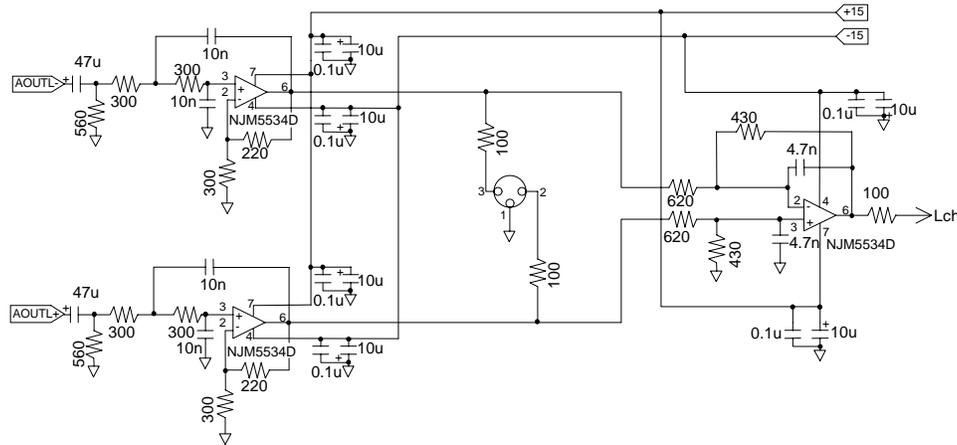 +15
-15
10n
10u
0.1u
47u
AOUTL-
+
300
300
10n
560
3
2
7
6
4
+
-
NJM5534D
220
300
+
10u
0.1u
+
100
3
2
1
100
430
4.7n
620
620
430
4.7n
2
3
4
6
7
-
+
NJM5534D
100
Lch
0.1u
10u
+
10n
47u
AOUTL+
+
300
300
10n
560
3
2
7
6
4
+
-
NJM5534D
220
300
+
10u
0.1u
+
10u
0.1u
+
0.1u
10u
+